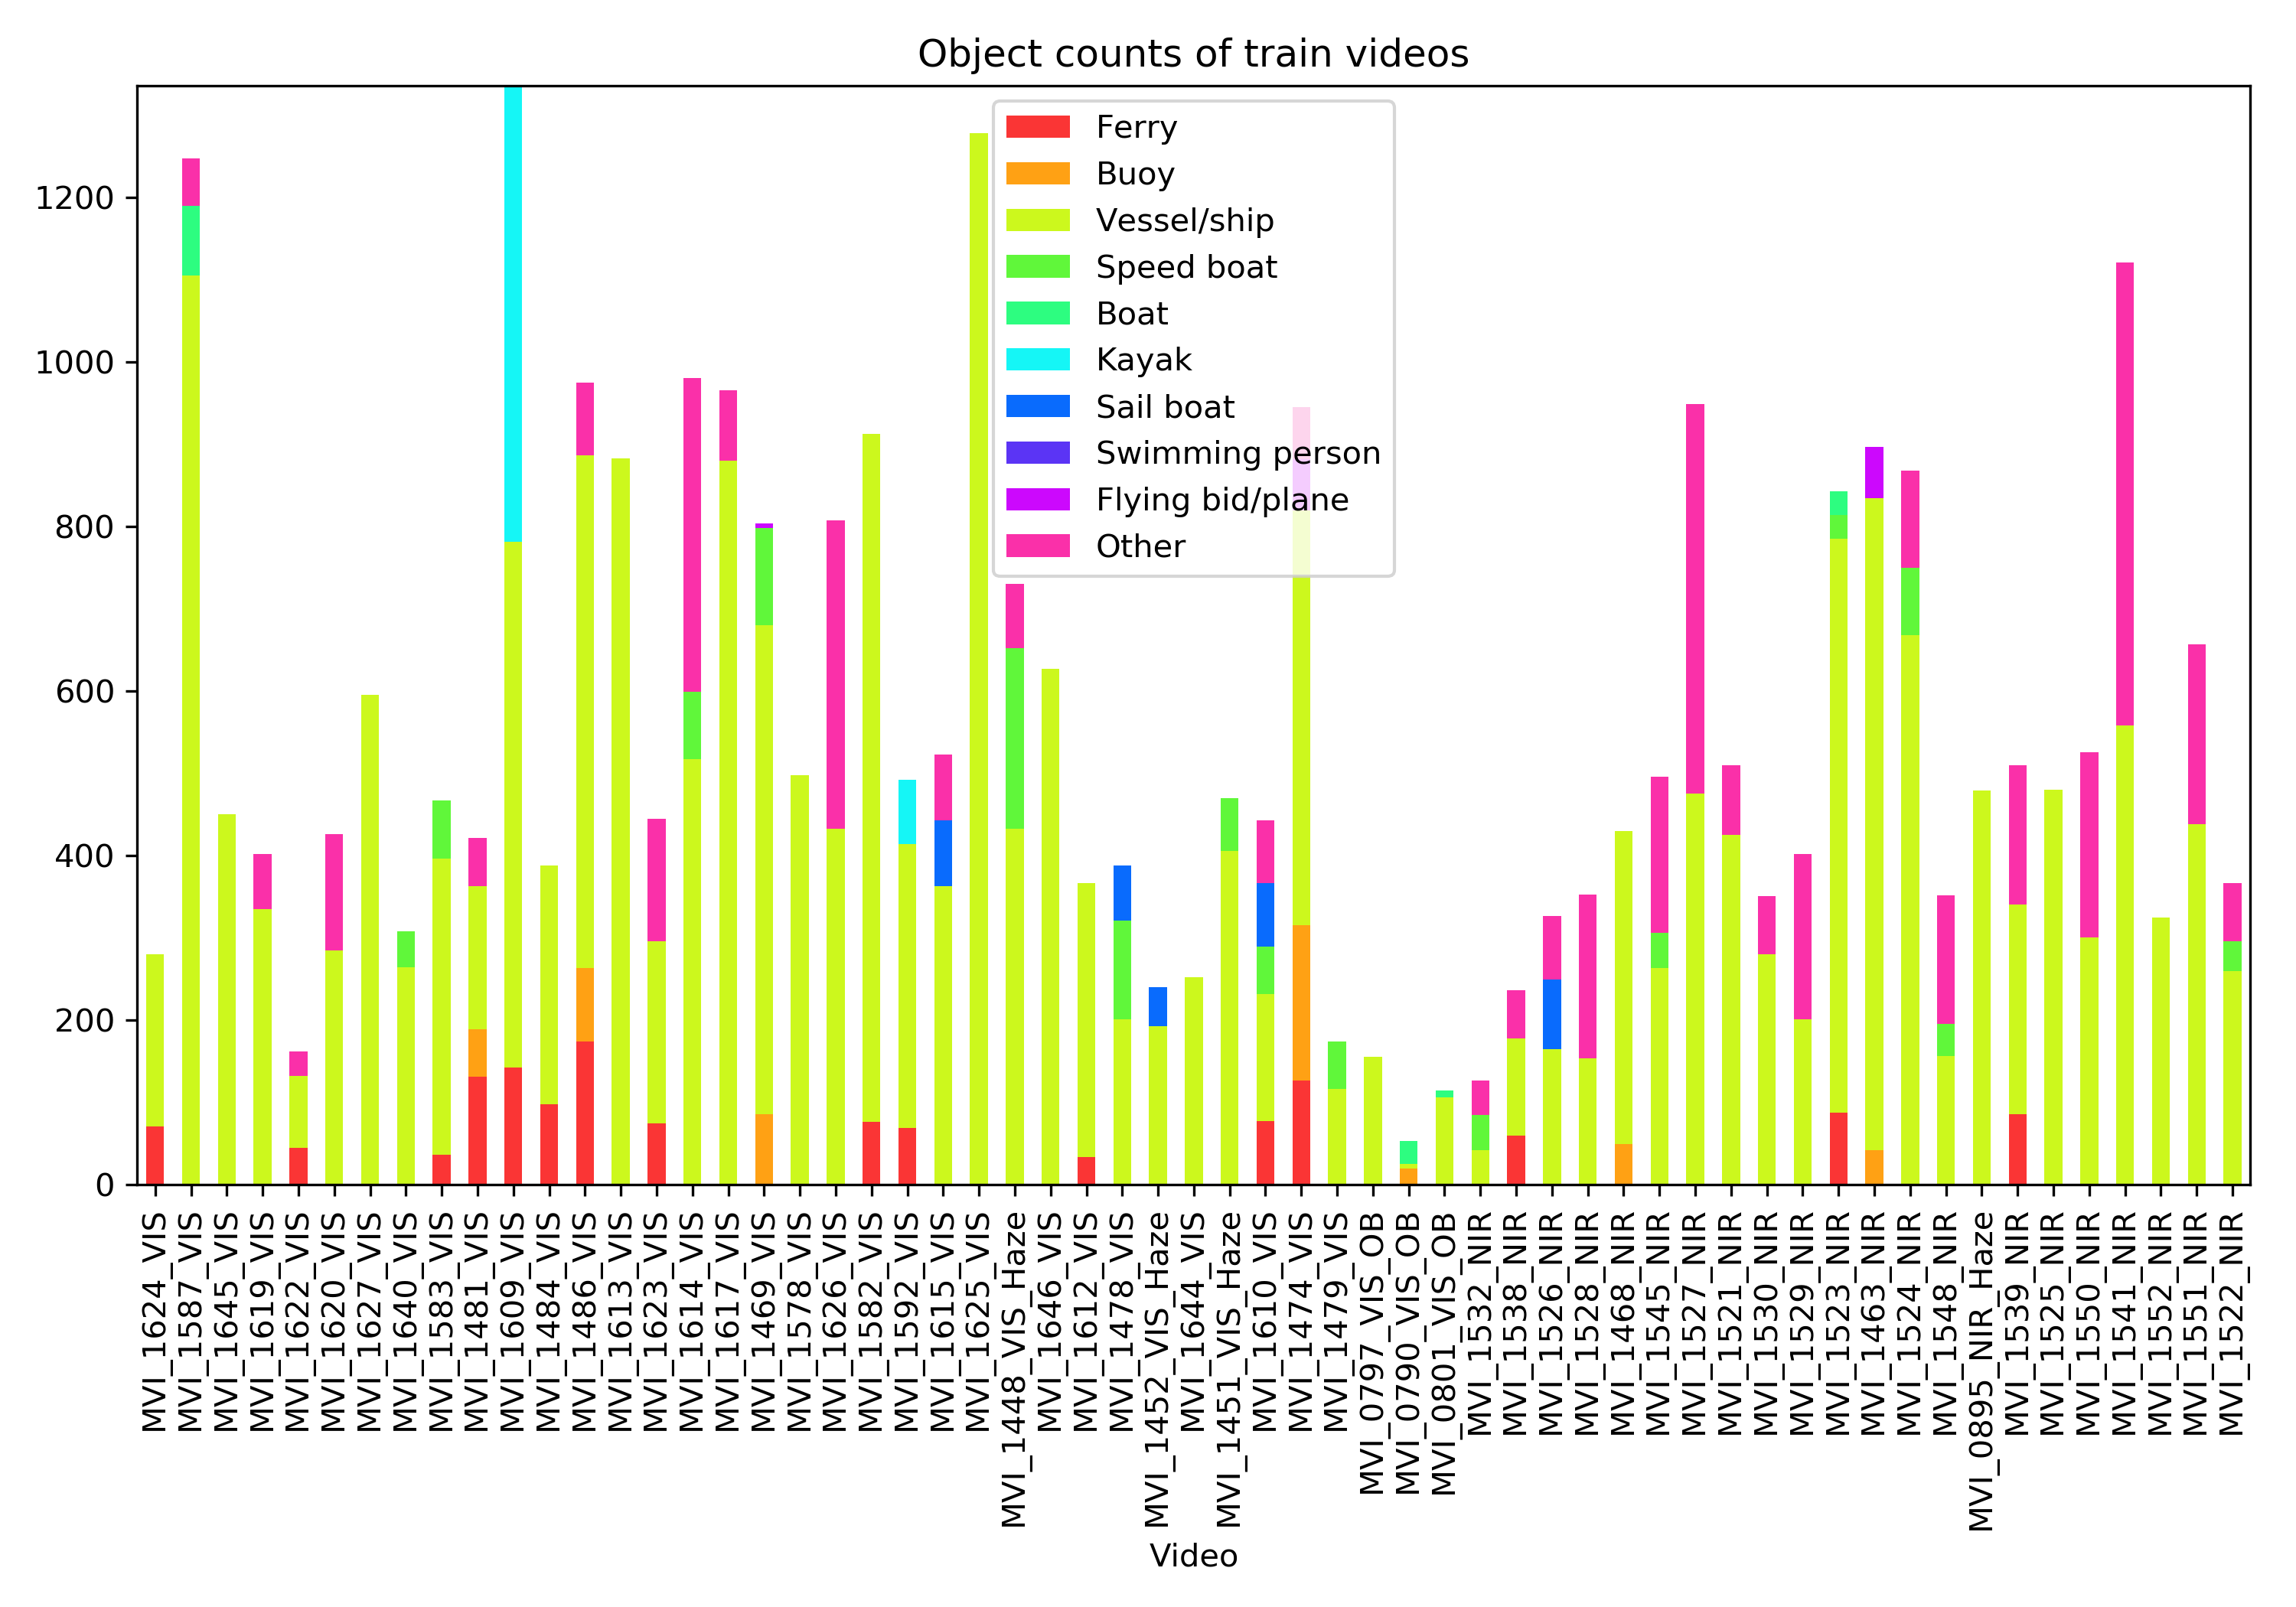 Object counts of train videos
Ferry
Buoy
Vessel/ship
Speed boat
Boat
Kayak
Sail boat
Swimming person
Flying bid/plane
Other
1200
1000
800
600
400
200
0
MVI_1624_VIS
MVI_1587_VIS
MVI_1645_VIS
MVI_1619_VIS
MVI_1622_VIS
MVI_1620_VIS
MVI_1627_VIS
MVI_1640_VIS
MVI_1583_VIS
MVI_1481_VIS
MVI_1609_VIS
MVI_1484_VIS
MVI_1486_VIS
MVI_1613_VIS
MVI_1623_VIS
MVI_1614_VIS
MVI_1617_VIS
MVI_1469_VIS
MVI_1578_VIS
MVI_1626_VIS
MVI_1582_VIS
MVI_1592_VIS
MVI_1615_VIS
MVI_1625_VIS
MVI_1448_VIS_Haze
MVI_1646_VIS
MVI_1612_VIS
MVI_1478_VIS
MVI_1452_VIS_Haze
MVI_1644_VIS
MVI_1451_VIS_Haze
MVI_1610_VIS
MVI_1474_VIS
MVI_1479_VIS
MVI_0797_VIS_OB
MVI_0790_VIS_OB
MVI_0801_VIS_OB
MVI_1532_NIR
MVI_1538_NIR
MVI_1526_NIR
MVI_1528_NIR
MVI_1468_NIR
MVI_1545_NIR
MVI_1527_NIR
MVI_1521_NIR
MVI_1530_NIR
MVI_1529_NIR
MVI_1523_NIR
MVI_1463_NIR
MVI_1524_NIR
MVI_1548_NIR
MVI_0895_NIR_Haze
MVI_1539_NIR
MVI_1525_NIR
MVI_1550_NIR
MVI_1541_NIR
MVI_1552_NIR
MVI_1551_NIR
MVI_1522_NIR
Video